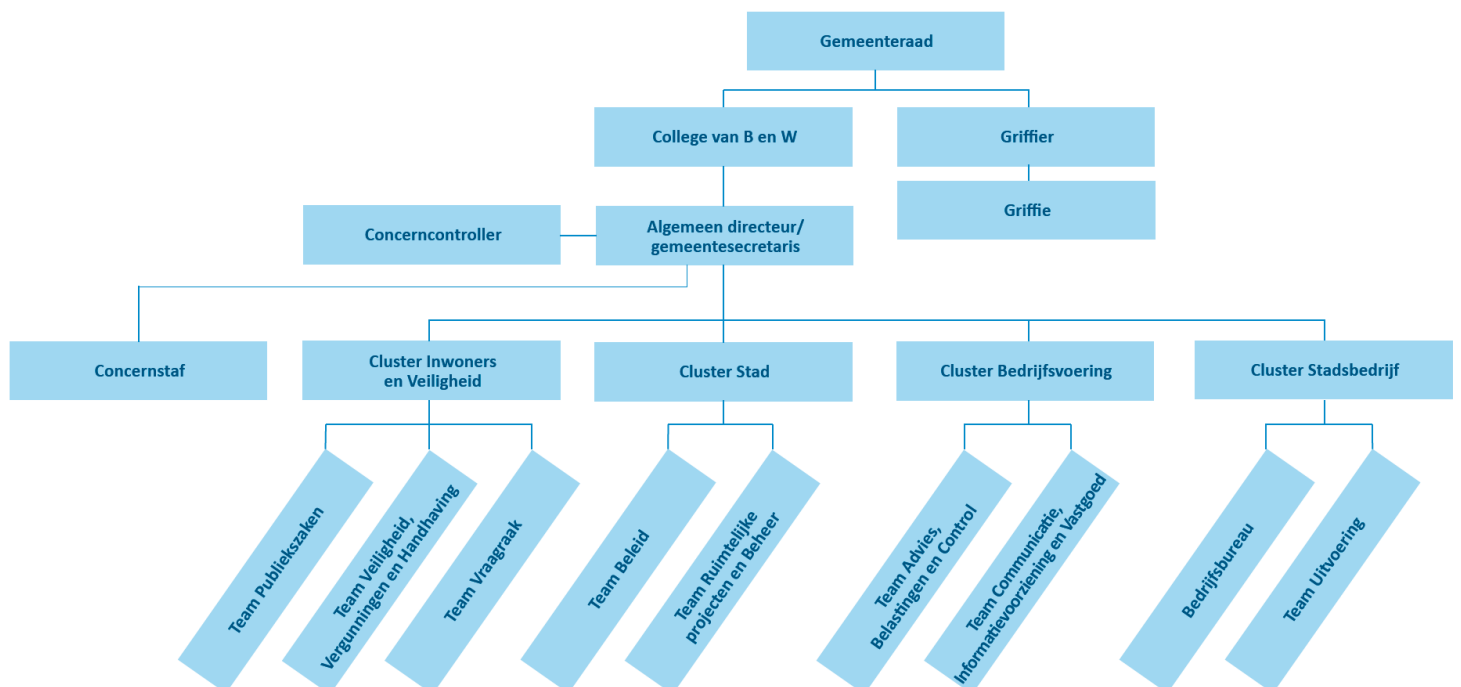 Gemeenteraad
College van B en W
Griffier
Griffie
Concerncontroller
Algemeen directeur/
gemeentesecretaris
Concernstaf
Cluster Inwoners
en Veiligheid
Cluster Stad
Cluster Bedrijfsvoering
Cluster Stadsbedrijf
Team Publiekszaken
Team Veiligheid,
Vergunningen en Handhaving
Team Vraagraak
Team Beleid
Team Ruimtelijke
projecten en Beheer
Team Advies,
Belastingen en Control
Team Communicatie,
Informatievoorziening en Vastgoed
Bedrijfsbureau
Team Uitvoering